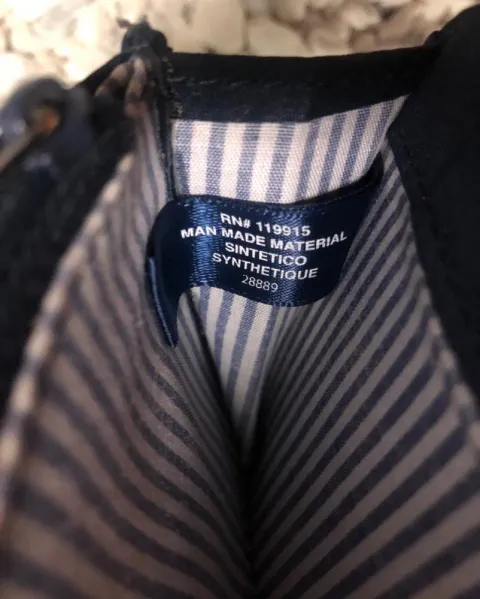 RN# 119915
MAN MADE MATERIAL
SINTETICO
SYNTHETIQUE
28889